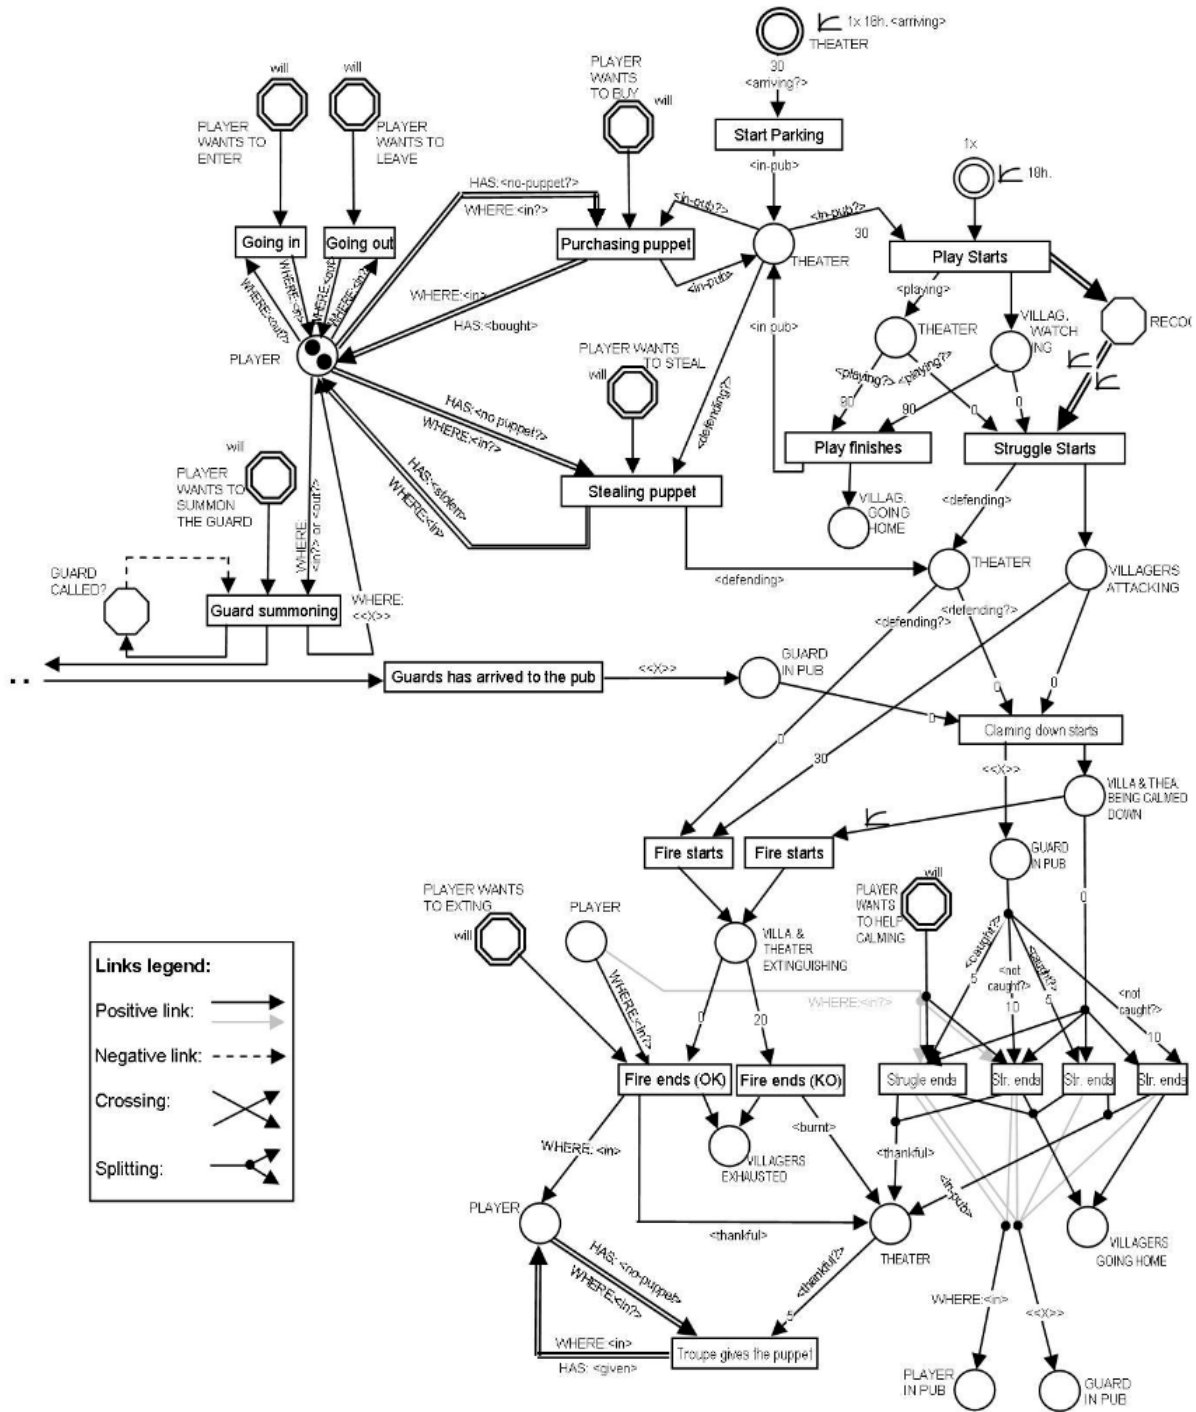 1x 18h. <arriving>
THEATER
30
<arriving?>
Start Parking
<in-pub>
will
PLAYER
WANTS TO
ENTER
will
PLAYER
WANTS TO
LEAVE
PLAYER
WANTS
TO BUY
will
1x
18h.
HAS:<no-puppet?>
WHERE:<in?>
Going in
Going out
Purchasing puppet
<in-pub?>
<in-pub>
THEATER
<in-pub?>
30
Play Starts
WHERE:<out?>
WHERE:<in>
WHERE:<out>
WHERE:<in?>
PLAYER
WHERE:<in>
HAS:<bought>
<in pub>
<playing>
THEATER
VILLAG.
WATCH
ING
RECO
PLAYER WANTS
TO STEAL
will
<defending?>
<playing?>
<playing?>
90
90
0
0
Play finishes
Struggle Starts
HAS:<no puppet?>
WHERE:<in?>
Stealing puppet
HAS:<stolen>
WHERE:<in>
VILLAG.
GOING
HOME
<defending>
will
PLAYER
WANTS TO
SUMMON
THE GUARD
WHERE:
<in?> or <out?>
GUARD
CALLED?
Guard summoning
WHERE:
<<X>>
<defending>
THEATER
VILLAGERS
ATTACKING
<defending?>
<defending?>
. .
Guards has arrived to the pub
<<X>>
GUARD
IN PUB
0
0
0
Claming down starts
0
30
<<X>>
VILLA & THEA.
BEING CALMED
DOWN
Fire starts
Fire starts
GUARD
IN PUB
0
PLAYER WANTS
TO EXTING
will
PLAYER
VILLA. &
THEATER
EXTINGUISHING
will
PLAYER
WANTS
TO HELP
CALMING
<caught?>
5
<not
caught?>
10
<caught?>
5
<not
caught?>
10
WHERE:<in?>
WHERE:<in?>
0
20
Fire ends (OK)
Fire ends (KO)
Strugle ends
Str. ends
Str. ends
Str. ends
Links legend:
Positive link:
Negative link:
Crossing:
Splitting:
WHERE:<in>
VILLAGERS
EXHAUSTED
<burnt>
<thankful>
<in-pub>
PLAYER
<thankful>
THEATER
VILLAGERS
GOING HOME
HAS: <no-puppet>
WHERE:<in?>
<thankful?>
5
WHERE:<in>
HAS: <given>
Troupe gives the puppet
WHERE:<in>
<<X>>
PLAYER
IN PUB
GUARD
IN PUB